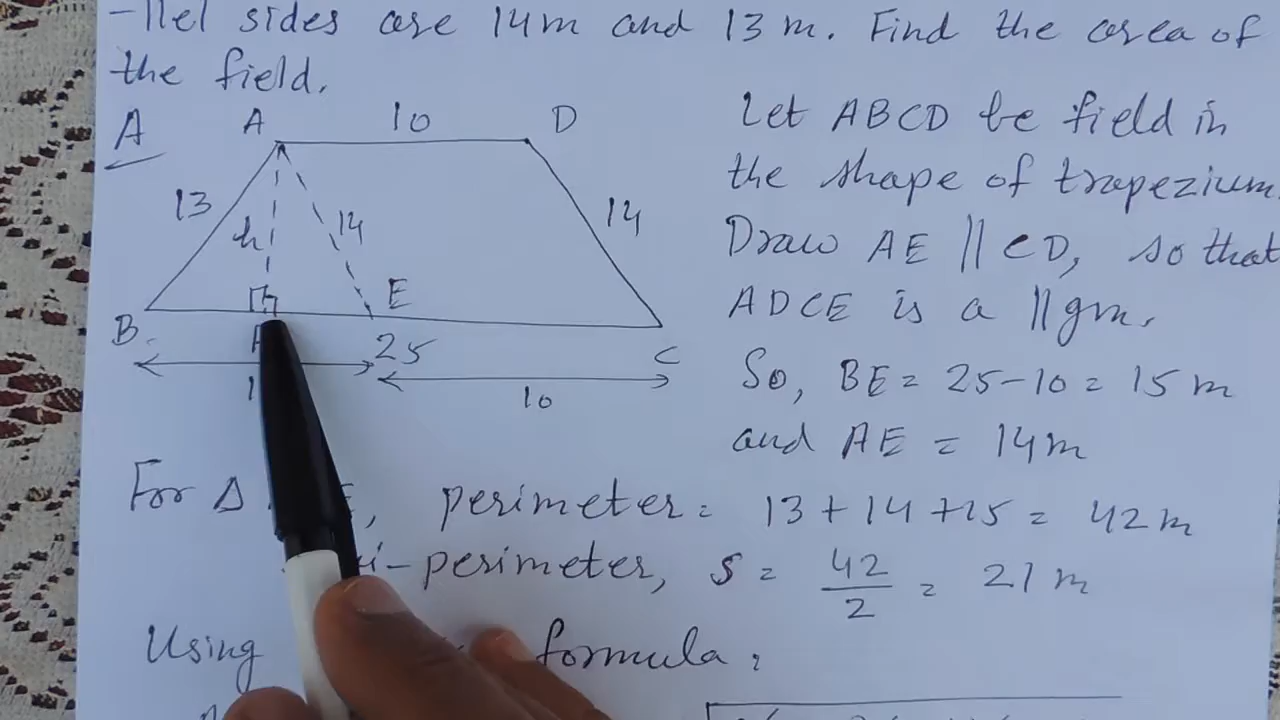 -llel sides are 14m and 13 m. Find the area of
the field.
A
A 10 D
13
h
14
14
B
E
25
C
10
Let ABCD be field in
the shape of trapezium.
Draw AE || CD, so that
ADCE is a ||gm.
So, BE = 25-10 = 15 m
and AE = 14m
For Δ , perimeter = 13+14+15 = 42 m
-perimeter, s = 42/2 = 21 m
Using formula,